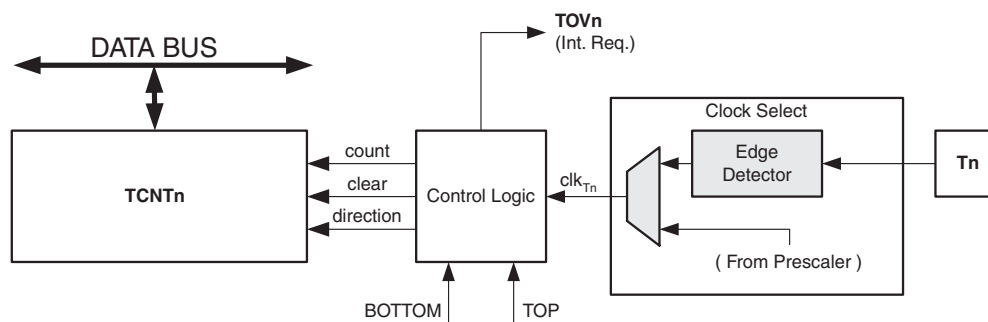 TOVn
(Int. Req.)
DATA BUS
Clock Select
TCNTn
count
clear
direction
Control Logic
clkTn
Edge
Detector
Tn
( From Prescaler )
BOTTOM
TOP